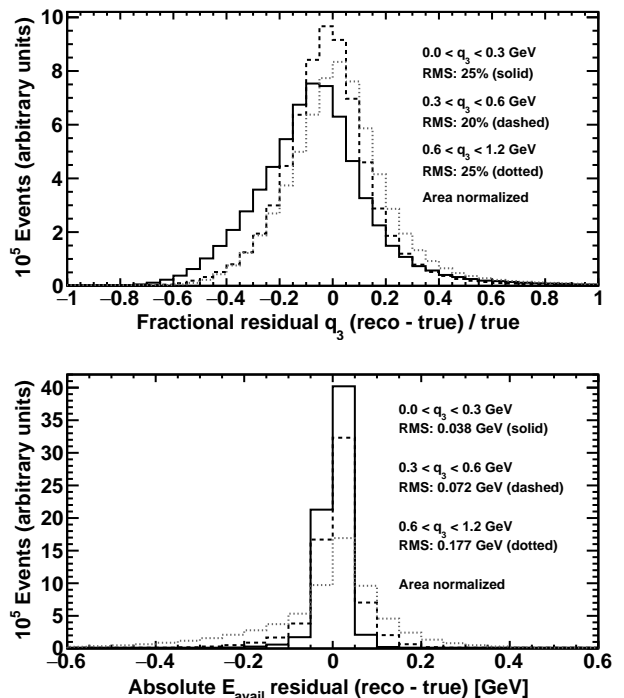 10⁵ Events (arbitrary units)
10
8
6
4
2
0
0.0 < q₃ < 0.3 GeV
RMS: 25% (solid)
0.3 < q₃ < 0.6 GeV
RMS: 20% (dashed)
0.6 < q₃ < 1.2 GeV
RMS: 25% (dotted)
Area normalized
−1 −0.8 −0.6 −0.4 −0.2 0 0.2 0.4 0.6 0.8 1
Fractional residual q₃ (reco - true) / true
10⁵ Events (arbitrary units)
40
35
30
25
20
15
10
5
0
0.0 < q₃ < 0.3 GeV
RMS: 0.038 GeV (solid)
0.3 < q₃ < 0.6 GeV
RMS: 0.072 GeV (dashed)
0.6 < q₃ < 1.2 GeV
RMS: 0.177 GeV (dotted)
Area normalized
−0.6 −0.4 −0.2 0 0.2 0.4 0.6
Absolute E_avail residual (reco - true) [GeV]